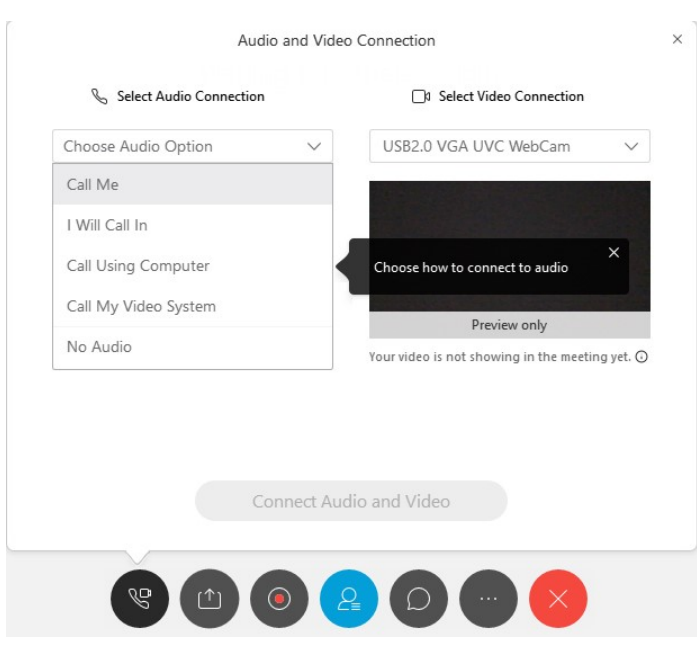 Audio and Video Connection
Select Audio Connection
Select Video Connection
Choose Audio Option
USB2.0 VGA UVC WebCam
Call Me
I Will Call In
Call Using Computer
Choose how to connect to audio
Call My Video System
Preview only
No Audio
Your video is not showing in the meeting yet.
Connect Audio and Video